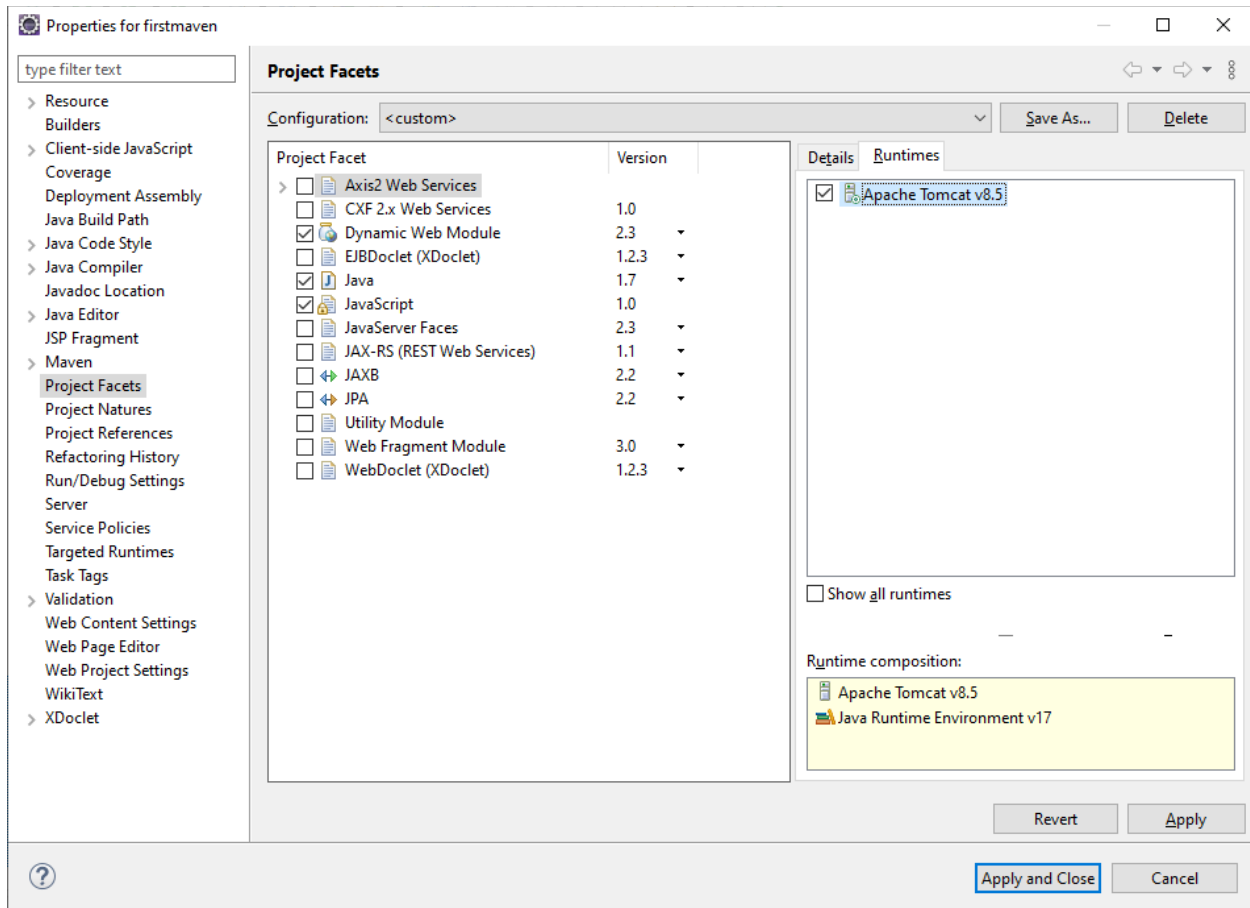 Properties for firstmaven
type filter text
Resource
Builders
Client-side JavaScript
Coverage
Deployment Assembly
Java Build Path
Java Code Style
Java Compiler
Javadoc Location
Java Editor
JSP Fragment
Maven
Project Facets
Project Natures
Project References
Refactoring History
Run/Debug Settings
Server
Service Policies
Targeted Runtimes
Task Tags
Validation
Web Content Settings
Web Page Editor
Web Project Settings
WikiText
XDoclet
Project Facets
Configuration: <custom> Save As... Delete
Project Facet Version
Axis2 Web Services
CXF 2.x Web Services 1.0
Dynamic Web Module 2.3
EJBDoclet (XDoclet) 1.2.3
Java 1.7
JavaScript 1.0
JavaServer Faces 2.3
JAX-RS (REST Web Services) 1.1
JAXB 2.2
JPA 2.2
Utility Module
Web Fragment Module 3.0
WebDoclet (XDoclet) 1.2.3
Details Runtimes
Apache Tomcat v8.5
Show all runtimes
Runtime composition:
Apache Tomcat v8.5
Java Runtime Environment v17
Revert Apply
Apply and Close Cancel